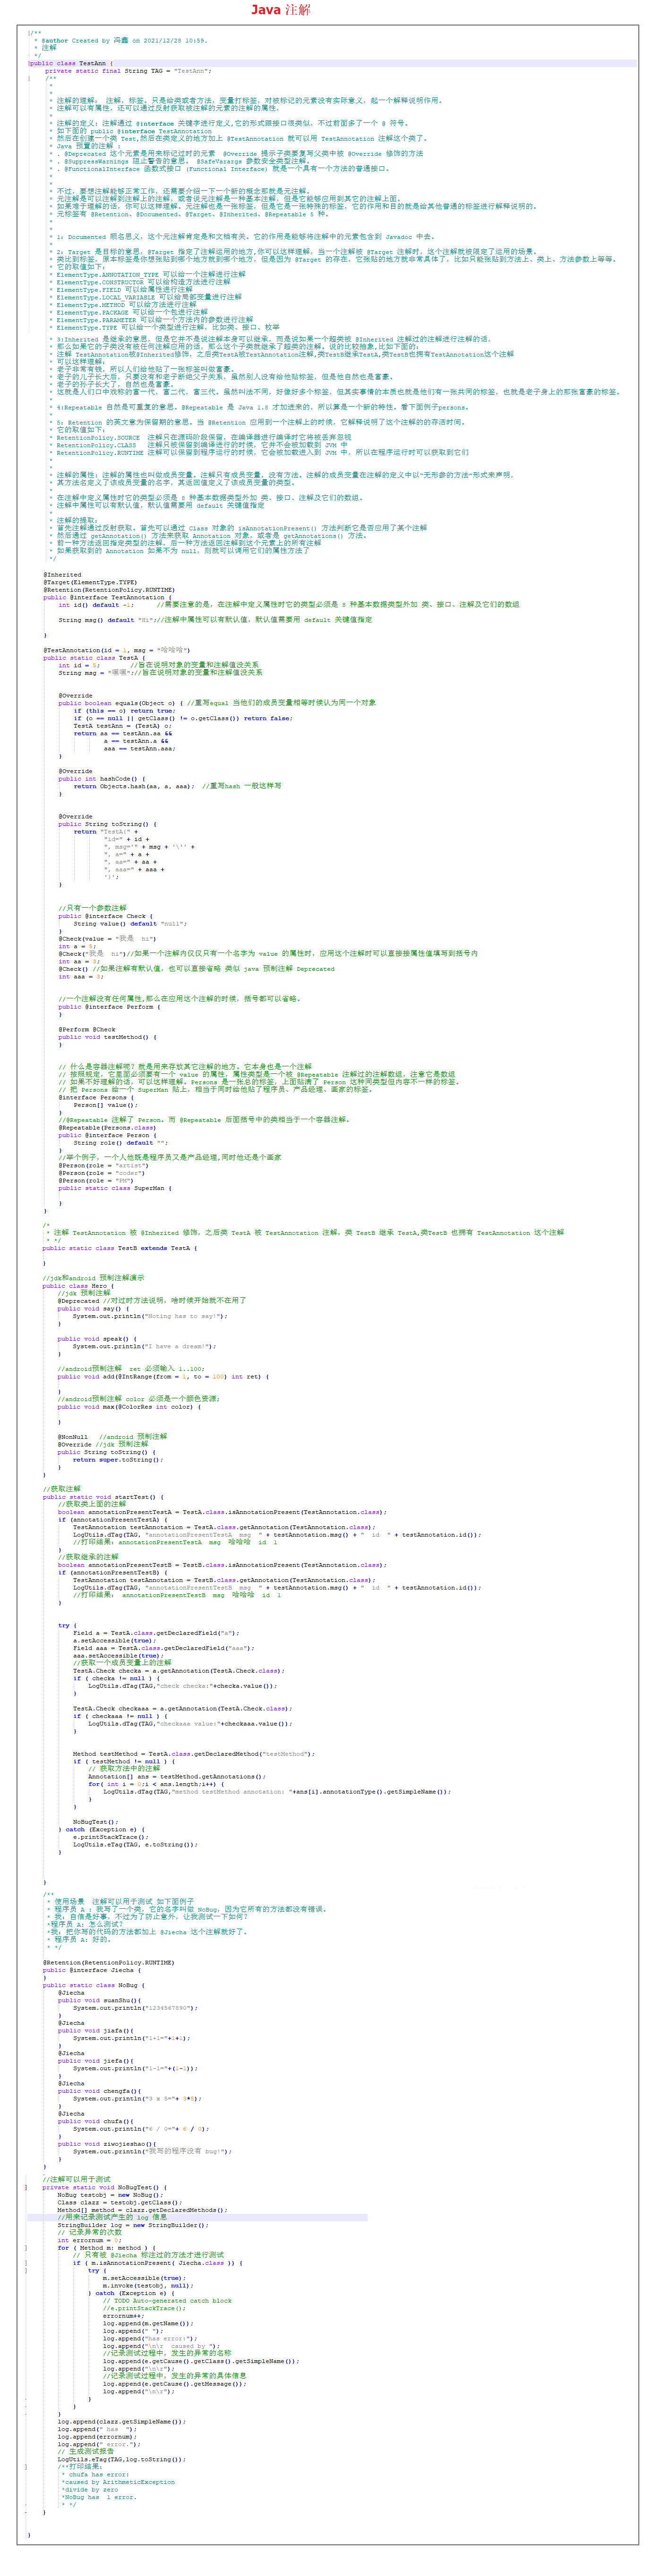 Java 注解
/**
* @author Created by 冯鑫 on 2021/12/28 10:59.
* 注解
*/
public class TestAnn {
private static final String TAG = "TestAnn";
/**
*
*
* 注解的理解： 注解，标签。只是给类或者方法，变量打标签，对被标记的元素没有实际意义，起一个解释说明作用。
* 注解可以有属性，还可以通过反射获取被注解的元素的注解的属性，
*
* 注解的定义：注解通过 @interface 关键字进行定义,它的形式跟接口很类似，不过前面多了一个 @ 符号。
* 如下面的 public @interface TestAnnotation
* 然后在创建一个类 Test,然后在类定义的地方加上 @TestAnnotation 就可以用 TestAnnotation 注解这个类了。
* Java 预置的注解 :
* . @Deprecated 这个元素是用来标记过时的元素  @Override 提示子类要复写父类中被 @Override 修饰的方法
* . @SuppressWarnings 阻止警告的意思。 @SafeVarargs 参数安全类型注解。
* . @FunctionalInterface 函数式接口 (Functional Interface) 就是一个具有一个方法的普通接口。
*
*
* 不过，要想注解能够正常工作，还需要介绍一下一个新的概念那就是元注解。
* 元注解是可以注解到注解上的注解，或者说元注解是一种基本注解，但是它能够应用到其它的注解上面。
* 如果难于理解的话，你可以这样理解。元注解也是一张标签，但是它是一张特殊的标签，它的作用和目的就是给其他普通的标签进行解释说明的。
* 元标签有 @Retention、@Documented、@Target、@Inherited、@Repeatable 5 种。
*
*
* 1：Documented 顾名思义，这个元注解肯定是和文档有关。它的作用是能够将注解中的元素包含到 Javadoc 中去。
*
* 2：Target 是目标的意思，@Target 指定了注解运用的地方,你可以这样理解，当一个注解被 @Target 注解时，这个注解就被限定了运用的场景。
* 类比到标签，原本标签是你想张贴到哪个地方就到哪个地方，但是因为 @Target 的存在，它张贴的地方就非常具体了，比如只能张贴到方法上、类上、方法参数上等等。
* 它的取值如下:
* ElementType.ANNOTATION_TYPE 可以给一个注解进行注解
* ElementType.CONSTRUCTOR 可以给构造方法进行注解
* ElementType.FIELD 可以给属性进行注解
* ElementType.LOCAL_VARIABLE 可以给局部变量进行注解
* ElementType.METHOD 可以给方法进行注解
* ElementType.PACKAGE 可以给一个包进行注解
* ElementType.PARAMETER 可以给一个方法内的参数进行注解
* ElementType.TYPE 可以给一个类型进行注解，比如类、接口、枚举
*
* 3:Inherited 是继承的意思，但是它并不是说注解本身可以继承，而是说如果一个超类被 @Inherited 注解过的注解进行注解的话，
* 那么如果它的子类没有被任何注解应用的话，那么这个子类就继承了超类的注解。说的比较抽象,比如下面的：
* 注解 TestAnnotation被@Inherited修饰，之后类TestA被TestAnnotation注解,类TestB继承TestA,类TestB也拥有TestAnnotation这个注解
* 可以这样理解：
* 老子非常有钱，所以人们给他贴了一张标签叫做富豪。
* 老子的儿子长大后，只要没有和老子断绝父子关系，虽然别人没有给他贴标签，但是他自然也是富豪。
* 老子的孙子长大了，自然也是富豪。
* 这就是人们口中戏称的富一代，富二代，富三代。虽然叫法不同，好像好多个标签，但其实事情的本质也就是他们有一张共同的标签，也就是老子身上的那张富豪的标签。
*
* 4:Repeatable 自然是可重复的意思。@Repeatable 是 Java 1.8 才加进来的，所以算是一个新的特性。看下面例子persons。
*
* 5：Retention 的英文意为保留期的意思。当 @Retention 应用到一个注解上的时候，它解释说明了这个注解的的存活时间。
* 它的取值如下：
* RetentionPolicy.SOURCE  注解只在源码阶段保留，在编译器进行编译时它将被丢弃忽视
* RetentionPolicy.CLASS   注解只被保留到编译进行的时候，它并不会被加载到 JVM 中
* RetentionPolicy.RUNTIME 注解可以保留到程序运行的时候，它会被加载进入到 JVM 中，所以在程序运行时可以获取到它们
*
*
* 注解的属性：注解的属性也叫做成员变量。注解只有成员变量，没有方法。注解的成员变量在注解的定义中以"无形参的方法"形式来声明，
* 其方法名定义了该成员变量的名字，其返回值定义了该成员变量的类型。
*
* 在注解中定义属性时它的类型必须是 8 种基本数据类型外加 类、接口、注解及它们的数组。
* 注解中属性可以有默认值，默认值需要用 default 关键值指定
*
* 注解的提取：
* 首先注解通过反射获取。首先可以通过 Class 对象的 isAnnotationPresent() 方法判断它是否应用了某个注解
* 然后通过 getAnnotation() 方法来获取 Annotation 对象，或者是 getAnnotations() 方法。
* 前一种方法返回指定类型的注解，后一种方法返回注解到这个元素上的所有注解
* 如果获取到的 Annotation 如果不为 null，则就可以调用它们的属性方法了
*/
@Inherited
@Target(ElementType.TYPE)
@Retention(RetentionPolicy.RUNTIME)
public @interface TestAnnotation {
int id() default -1;      //需要注意的是，在注解中定义属性时它的类型必须是 8 种基本数据类型外加 类、接口、注解及它们的数组
String msg() default "Hi";//注解中属性可以有默认值，默认值需要用 default 关键值指定
}
@TestAnnotation(id = 1, msg = "哈哈哈")
public static class TestA {
int id = 5;        //旨在说明对象的变量和注解值没关系
String msg = "嘿嘿";//旨在说明对象的变量和注解值没关系
@Override
public boolean equals(Object o) { //重写equal 当他们的成员变量相等时候认为同一个对象
if (this == o) return true;
if (o == null || getClass() != o.getClass()) return false;
TestA testAnn = (TestA) o;
return aa == testAnn.aa &&
a == testAnn.a &&
aaa == testAnn.aaa;
}
@Override
public int hashCode() {
return Objects.hash(aa, a, aaa);  //重写hash 一般这样写
}
@Override
public String toString() {
return "TestA{" +
"id=" + id +
", msg='" + msg + '\'' +
", a=" + a +
", aa=" + aa +
", aaa=" + aaa +
'}';
}
//只有一个参数注解
public @interface Check {
String value() default "null";
}
@Check(value = "我是  hi")
int a = 5;
@Check("我是  hi")//如果一个注解内仅仅只有一个名字为 value 的属性时，应用这个注解时可以直接接属性值填写到括号内
int aa = 3;
@Check() //如果注解有默认值，也可以直接省略 类似 java 预制注解 Deprecated
int aaa = 3;
//一个注解没有任何属性,那么在应用这个注解的时候，括号都可以省略。
public @interface Perform {
}
@Perform @Check
public void testMethod() {
}
// 什么是容器注解呢？就是用来存放其它注解的地方。它本身也是一个注解
// 按照规定，它里面必须要有一个 value 的属性，属性类型是一个被 @Repeatable 注解过的注解数组，注意它是数组
// 如果不好理解的话，可以这样理解。Persons 是一张总的标签，上面贴满了 Person 这种同类型但内容不一样的标签。
// 把 Persons 给一个 SuperMan 贴上，相当于同时给他贴了程序员、产品经理、画家的标签。
@interface Persons {
Person[] value();
}
//@Repeatable 注解了 Person。而 @Repeatable 后面括号中的类相当于一个容器注解。
@Repeatable(Persons.class)
public @interface Person {
String role() default "";
}
//举个例子，一个人他既是程序员又是产品经理,同时他还是个画家
@Person(role = "artist")
@Person(role = "coder")
@Person(role = "PM")
public static class SuperMan {
}
}
/*
* 注解 TestAnnotation 被 @Inherited 修饰，之后类 TestA 被 TestAnnotation 注解，类 TestB 继承 TestA,类TestB 也拥有 TestAnnotation 这个注解
* */
public static class TestB extends TestA {
}
//jdk和android 预制注解演示
public class Hero {
//jdk 预制注解
@Deprecated //对过时方法说明，啥时候开始就不在用了
public void say() {
System.out.println("Noting has to say!");
}
public void speak() {
System.out.println("I have a dream!");
}
//android预制注解  ret 必须输入 1..100;
public void add(@IntRange(from = 1, to = 100) int ret) {
}
//android预制注解 color 必须是一个颜色资源;
public void max(@ColorRes int color) {
}
@NonNull   //android 预制注解
@Override //jdk 预制注解
public String toString() {
return super.toString();
}
}
//获取注解
public static void startTest() {
//获取类上面的注解
boolean annotationPresentTestA = TestA.class.isAnnotationPresent(TestAnnotation.class);
if (annotationPresentTestA) {
TestAnnotation testAnnotation = TestA.class.getAnnotation(TestAnnotation.class);
LogUtils.dTag(TAG, "annotationPresentTestA  msg  " + testAnnotation.msg() + "  id  " + testAnnotation.id());
//打印结果：annotationPresentTestA  msg  哈哈哈  id  1
}
//获取继承的注解
boolean annotationPresentTestB = TestB.class.isAnnotationPresent(TestAnnotation.class);
if (annotationPresentTestB) {
TestAnnotation testAnnotation = TestB.class.getAnnotation(TestAnnotation.class);
LogUtils.dTag(TAG, "annotationPresentTestB  msg  " + testAnnotation.msg() + "  id  " + testAnnotation.id());
//打印结果： annotationPresentTestB  msg  哈哈哈  id  1
}
try {
Field a = TestA.class.getDeclaredField("a");
a.setAccessible(true);
Field aaa = TestA.class.getDeclaredField("aaa");
aaa.setAccessible(true);
//获取一个成员变量上的注解
TestA.Check checka = a.getAnnotation(TestA.Check.class);
if ( checka != null ) {
LogUtils.dTag(TAG,"check checka:"+checka.value());
}
TestA.Check checkaaa = a.getAnnotation(TestA.Check.class);
if ( checkaaa != null ) {
LogUtils.dTag(TAG,"checkaaa value:"+checkaaa.value());
}
Method testMethod = TestA.class.getDeclaredMethod("testMethod");
if ( testMethod != null ) {
// 获取方法中的注解
Annotation[] ans = testMethod.getAnnotations();
for( int i = 0;i < ans.length;i++) {
LogUtils.dTag(TAG,"method testMethod annotation: "+ans[i].annotationType().getSimpleName());
}
}
NoBugTest();
} catch (Exception e) {
e.printStackTrace();
LogUtils.eTag(TAG, e.toString());
}
}
/**
* 使用场景  注解可以用于测试 如下面例子
* 程序员 A : 我写了一个类，它的名字叫做 NoBug，因为它所有的方法都没有错误。
* 我：自信是好事，不过为了防止意外，让我测试一下如何？
*程序员 A: 怎么测试？
*我：把你写的代码的方法都加上 @Jiecha 这个注解就好了。
* 程序员 A: 好的。
* */
@Retention(RetentionPolicy.RUNTIME)
public @interface Jiecha {
}
public static class NoBug {
@Jiecha
public void suanShu(){
System.out.println("1234567890");
}
@Jiecha
public void jiafa(){
System.out.println("1+1="+1+1);
}
@Jiecha
public void jiefa(){
System.out.println("1-1="+(1-1));
}
@Jiecha
public void chengfa(){
System.out.println("3 x 5="+ 3*5);
}
@Jiecha
public void chufa(){
System.out.println("6 / 0="+ 6 / 0);
}
public void ziwojieshao(){
System.out.println("我写的程序没有 bug!");
}
}
//注解可以用于测试
private static void NoBugTest() {
NoBug testobj = new NoBug();
Class clazz = testobj.getClass();
Method[] method = clazz.getDeclaredMethods();
//用来记录测试产生的 log 信息
StringBuilder log = new StringBuilder();
// 记录异常的次数
int errornum = 0;
for ( Method m: method ) {
// 只有被 @Jiecha 标注过的方法才进行测试
if ( m.isAnnotationPresent( Jiecha.class )) {
try {
m.setAccessible(true);
m.invoke(testobj, null);
} catch (Exception e) {
// TODO Auto-generated catch block
//e.printStackTrace();
errornum++;
log.append(m.getName());
log.append(" ");
log.append("has error:");
log.append("\n\r  caused by ");
//记录测试过程中，发生的异常的名称
log.append(e.getCause().getClass().getSimpleName());
log.append("\n\r");
//记录测试过程中，发生的异常的具体信息
log.append(e.getCause().getMessage());
log.append("\n\r");
}
}
}
log.append(clazz.getSimpleName());
log.append(" has  ");
log.append(errornum);
log.append(" error.");
// 生成测试报告
LogUtils.eTag(TAG,log.toString());
/**打印结果:
* chufa has error:
*caused by ArithmeticException
*divide by zero
*NoBug has  1 error.
* */
}
}